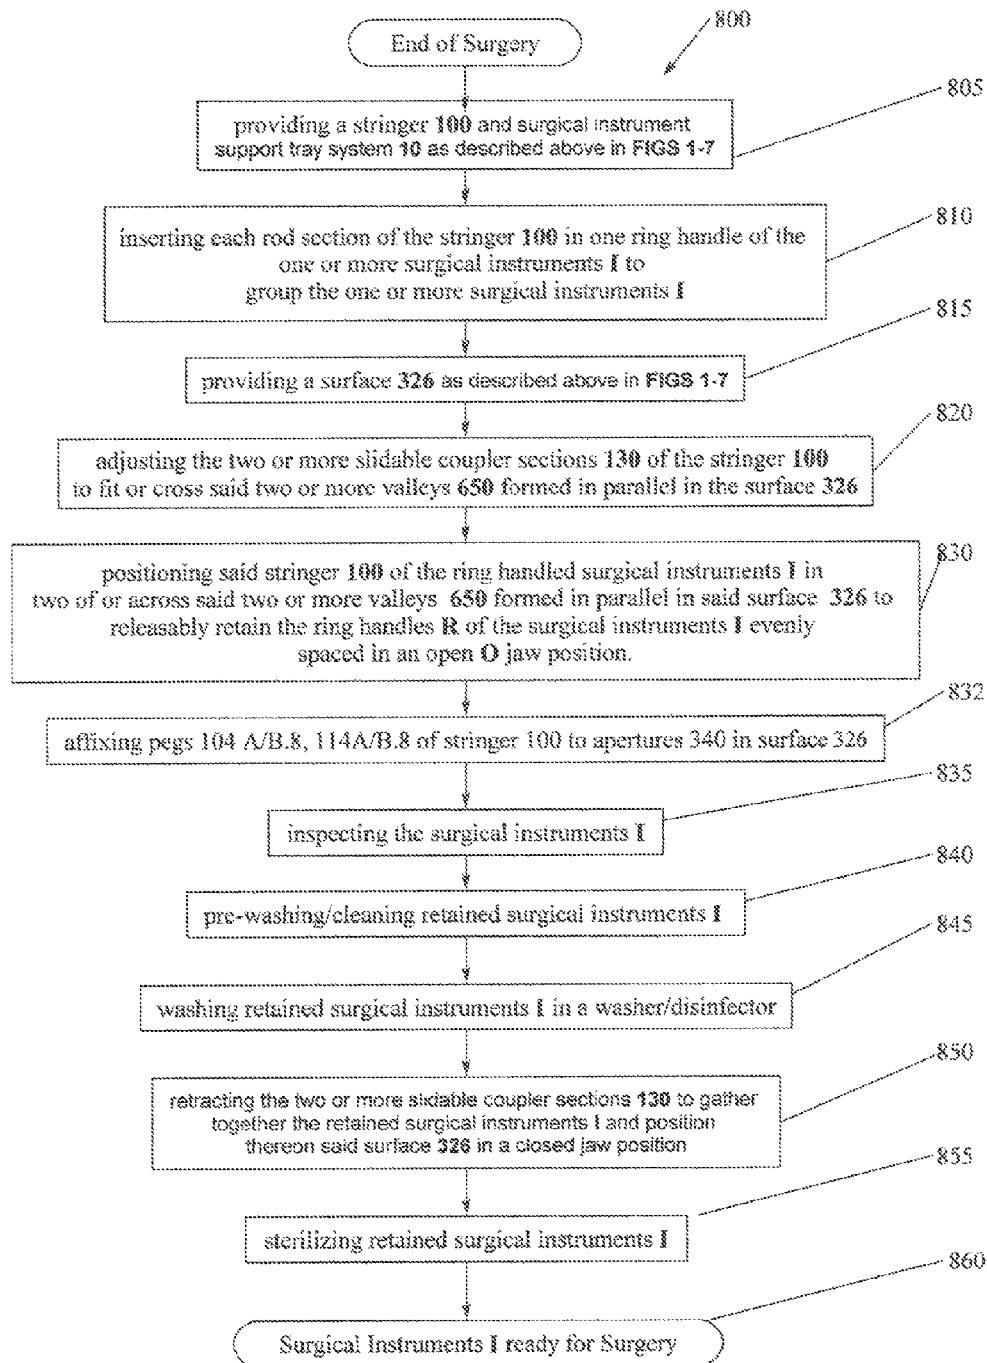 800
End of Surgery
805
providing a stringer 100 and surgical instrument
support tray system 10 as described above in FIGS 1-7
810
inserting each rod section of the stringer 100 in one ring handle of the
one or more surgical instruments I to
group the one or more surgical instruments I
815
providing a surface 326 as described above in FIGS 1-7
820
adjusting the two or more slidable coupler sections 130 of the stringer 100
to fit or cross said two or more valleys 650 formed in parallel in the surface 326
830
positioning said stringer 100 of the ring handled surgical instruments I in
two of or across said two or more valleys 650 formed in parallel in said surface 326 to
releasably retain the ring handles R of the surgical instruments I evenly
spaced in an open O jaw position.
832
affixing pegs 104 A/B.8, 114A/B.8 of stringer 100 to apertures 340 in surface 326
835
inspecting the surgical instruments I
840
pre-washing/cleaning retained surgical instruments I
845
washing retained surgical instruments I in a washer/disinfector
850
retracting the two or more slidable coupler sections 130 to gather
together the retained surgical instruments I and position
thereon said surface 326 in a closed jaw position
855
sterilizing retained surgical instruments I
860
Surgical Instruments I ready for Surgery